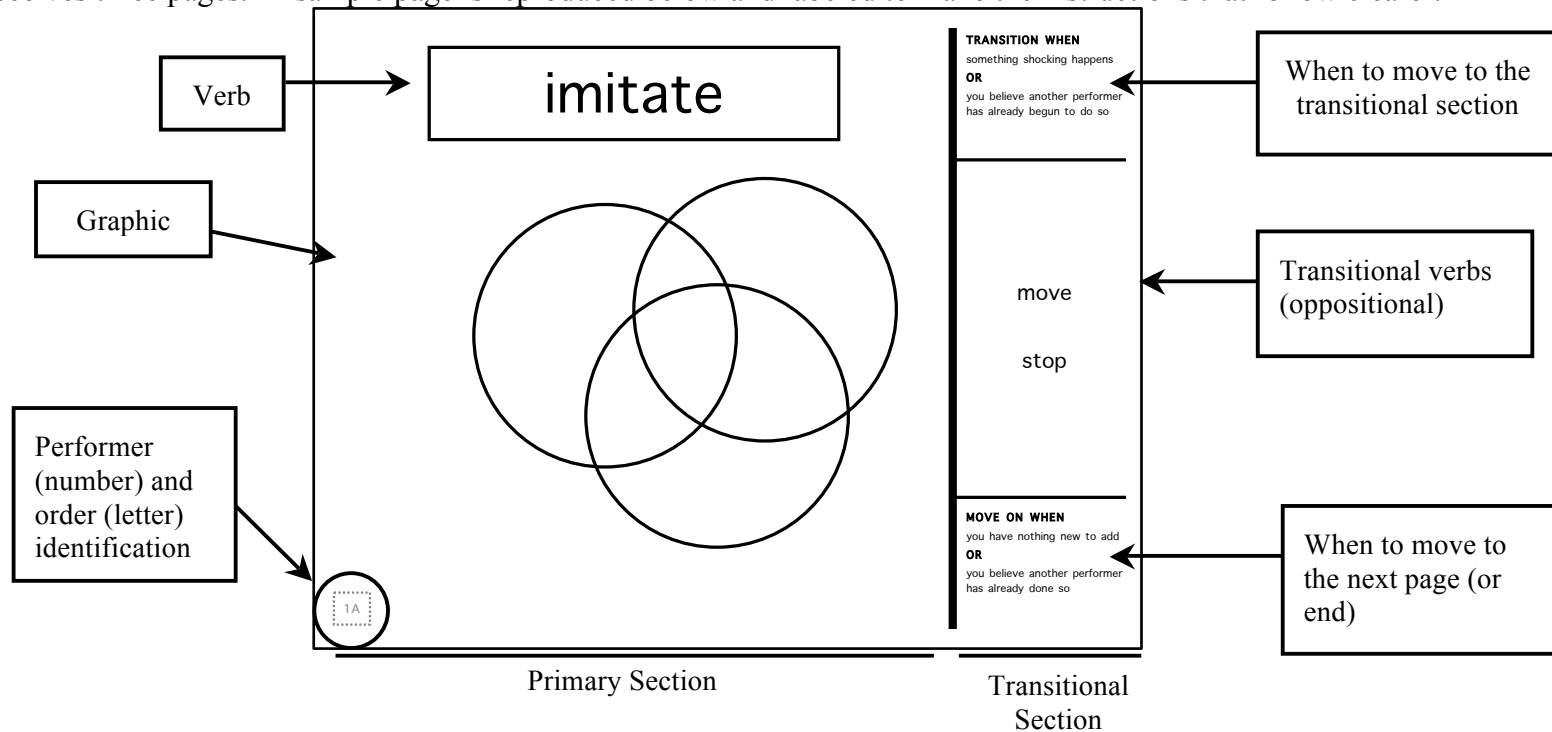 Verb
imitate
TRANSITION WHEN
something shocking happens
OR
you believe another performer
has already begun to do so
When to move to the
transitional section
Graphic
move
stop
Transitional verbs
(oppositional)
Performer
(number) and
order (letter)
identification
1A
MOVE ON WHEN
you have nothing new to add
OR
you believe another performer
has already done so
When to move to
the next page (or
end)
Primary Section
Transitional
Section